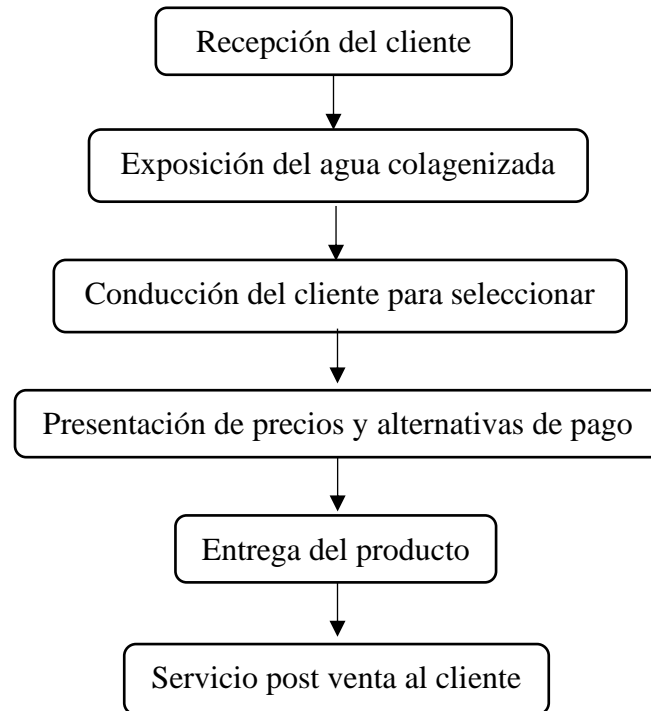 Recepción del cliente
Exposición del agua colagenizada
Conducción del cliente para seleccionar
Presentación de precios y alternativas de pago
Entrega del producto
Servicio post venta al cliente